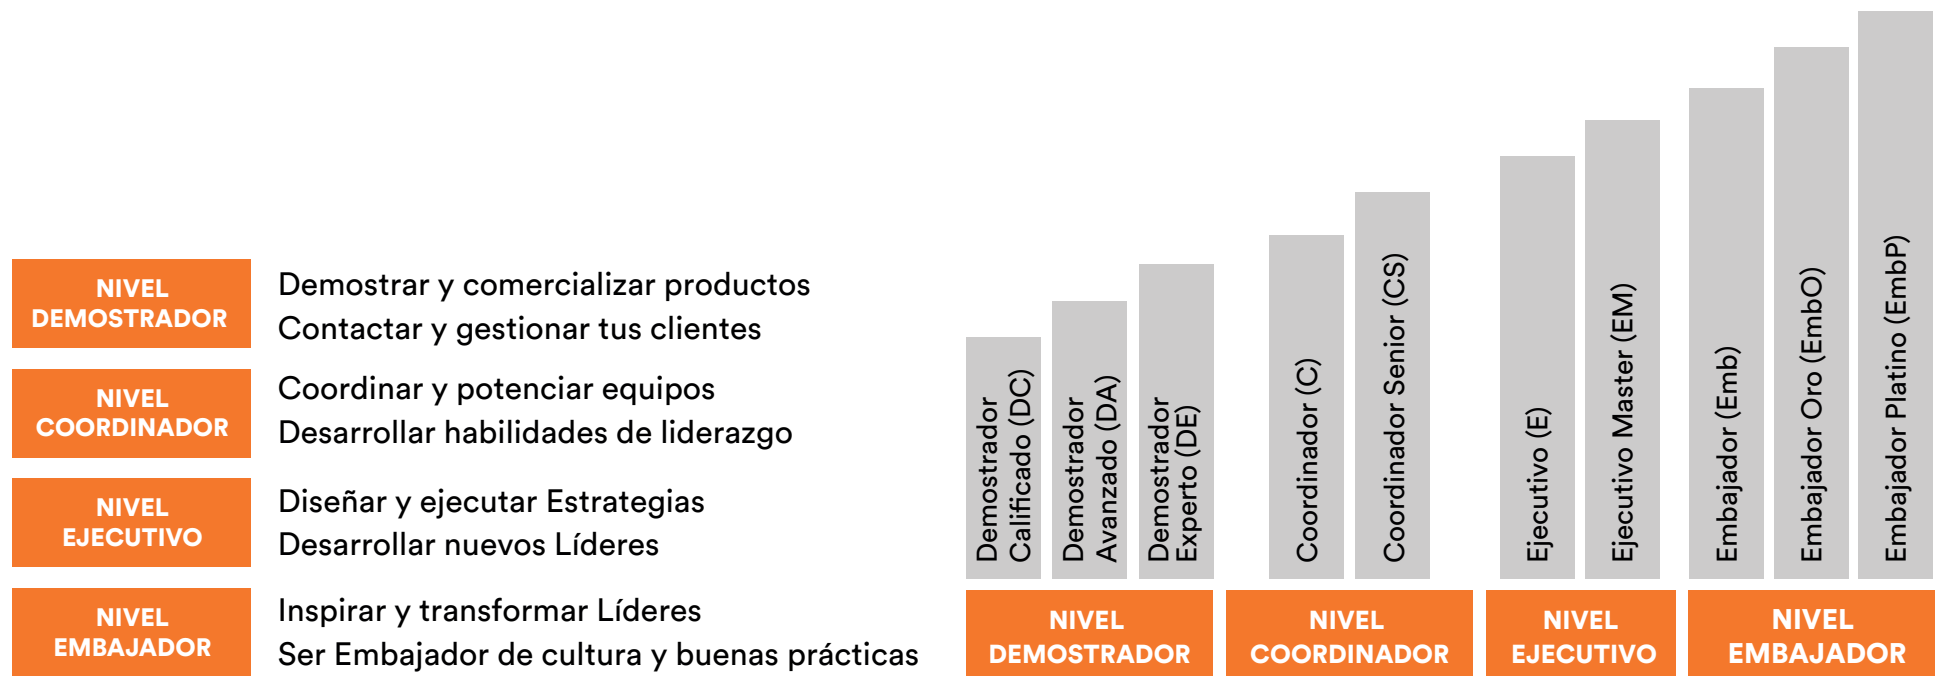 NIVEL
DEMOSTRADOR
Demostrar y comercializar productos
Contactar y gestionar tus clientes
NIVEL
COORDINADOR
Coordinar y potenciar equipos
Desarrollar habilidades de liderazgo
NIVEL
EJECUTIVO
Diseñar y ejecutar Estrategias
Desarrollar nuevos Líderes
NIVEL
EMBAJADOR
Inspirar y transformar Líderes
Ser Embajador de cultura y buenas prácticas
Demostrador
Calificado (DC)
Demostrador
Avanzado (DA)
Demostrador
Experto (DE)
Coordinador (C)
Coordinador Senior (CS)
Ejecutivo (E)
Ejecutivo Master (EM)
Embajador (Emb)
Embajador Oro (EmbO)
Embajador Platino (EmbP)
NIVEL
DEMOSTRADOR
NIVEL
COORDINADOR
NIVEL
EJECUTIVO
NIVEL
EMBAJADOR